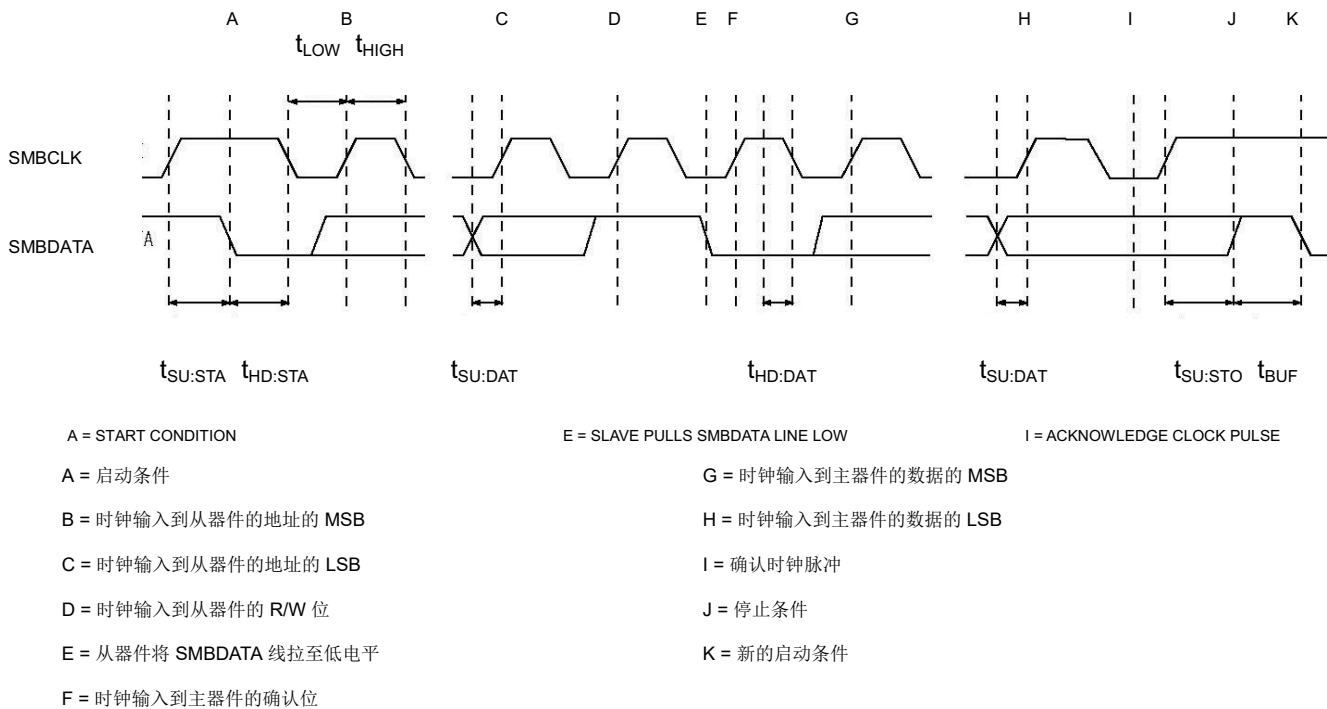 A B C D E F G H I J K
tLOW tHIGH
SMBCLK
SMBDATA
A
tSU:STA tHD:STA tSU:DAT tHD:DAT tSU:DAT tSU:STO tBUF
A = START CONDITION E = SLAVE PULLS SMBDATA LINE LOW I = ACKNOWLEDGE CLOCK PULSE
A = 启动条件
B = 时钟输入到从器件的地址的 MSB
C = 时钟输入到从器件的地址的 LSB
D = 时钟输入到从器件的 R/W 位
E = 从器件将 SMBDATA 线拉至低电平
F = 时钟输入到主器件的确认位
G = 时钟输入到主器件的数据的 MSB
H = 时钟输入到主器件的数据的 LSB
I = 确认时钟脉冲
J = 停止条件
K = 新的启动条件